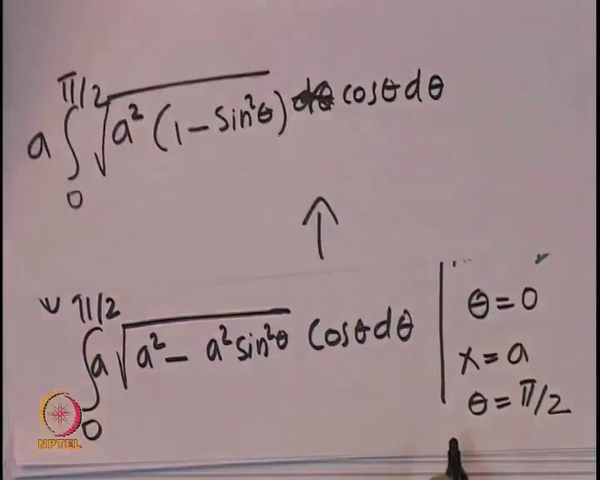 a ∫₀^{π/2} √(a² (1 − sin²θ)) cosθ dθ
↑
∫₀^{π/2} a √(a² − a² sin²θ) cosθ dθ
θ = 0
x = a
θ = π/2
NPTEL